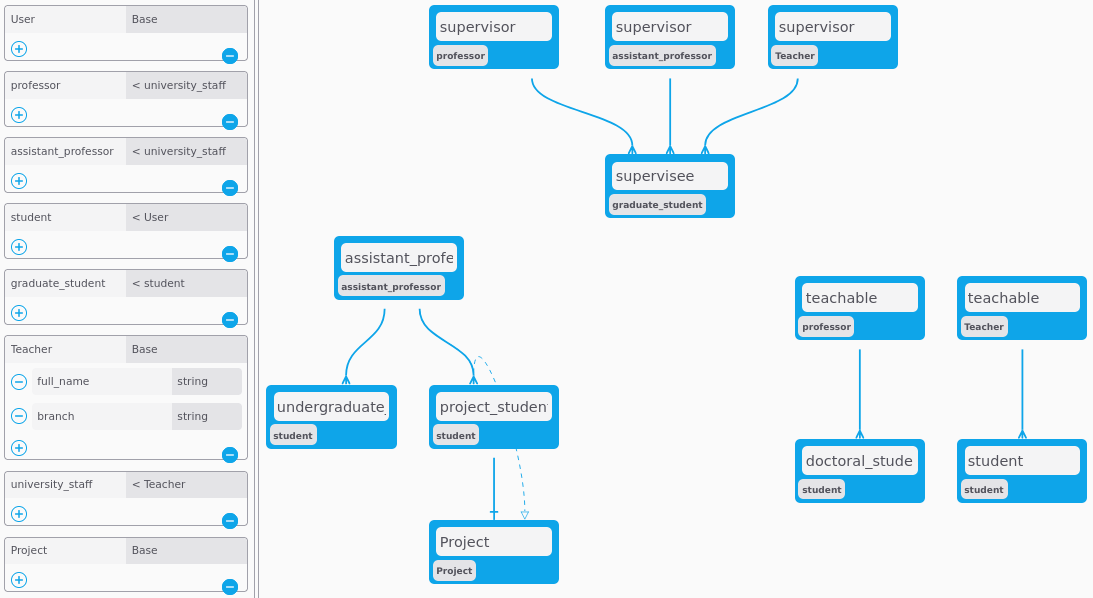 User Base
professor < university_staff
assistant_professor < university_staff
student < User
graduate_student < student
Teacher Base
full_name string
branch string
university_staff < Teacher
Project Base
supervisor
professor
supervisor
assistant_professor
supervisor
Teacher
supervisee
graduate_student
assistant_profe
assistant_professor
undergraduate_
student
project_studen
student
Project
Project
teachable
professor
teachable
Teacher
doctoral_stude
student
student
student